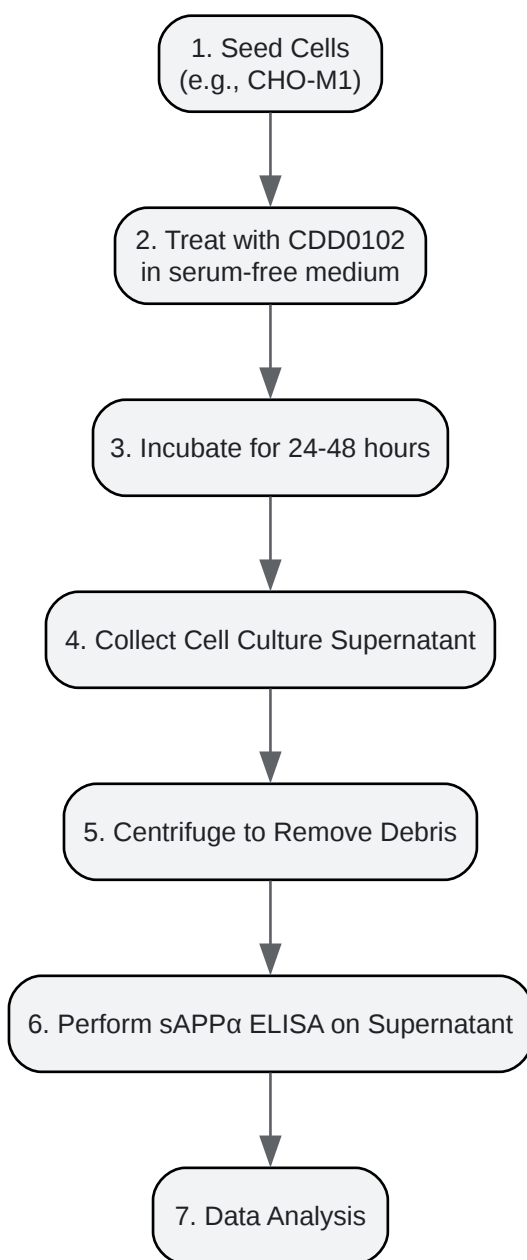 1. Seed Cells
(e.g., CHO-M1)
2. Treat with CDD0102
in serum-free medium
3. Incubate for 24-48 hours
4. Collect Cell Culture Supernatant
5. Centrifuge to Remove Debris
6. Perform sAPPα ELISA on Supernatant
7. Data Analysis